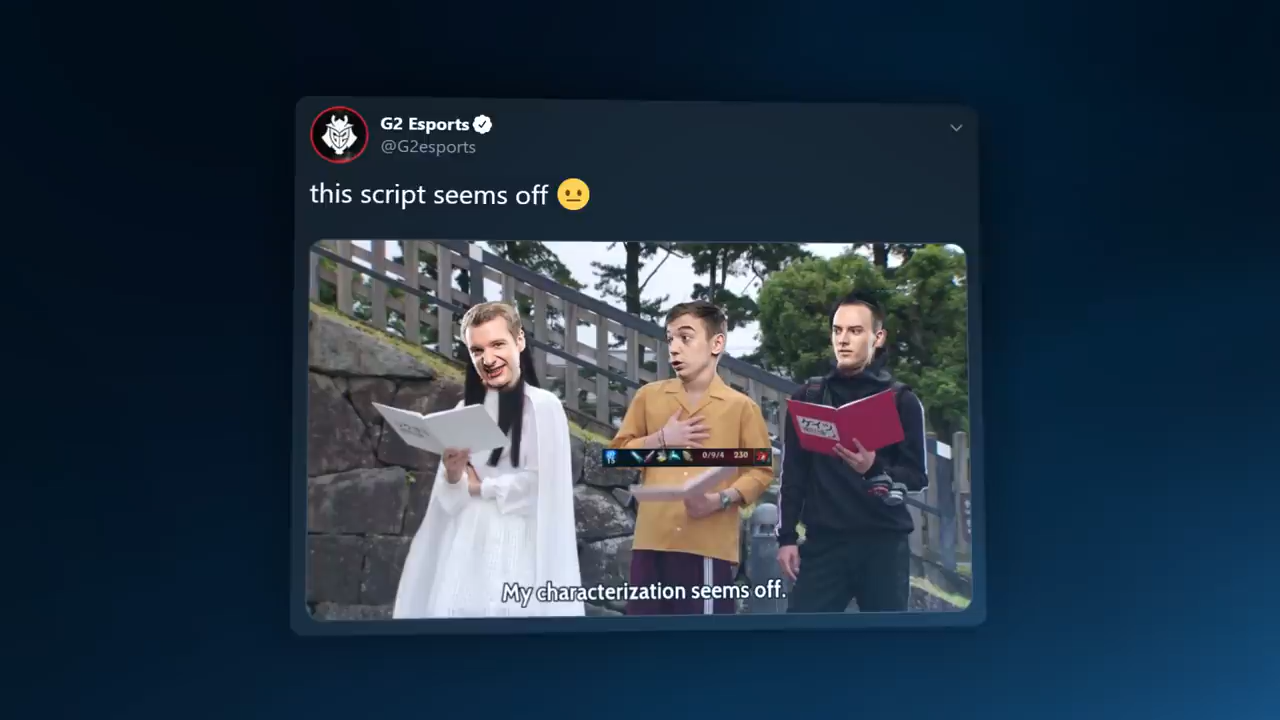 G2 Esports
@G2esports
this script seems off 😐
0/9/4 230
My characterization seems off.